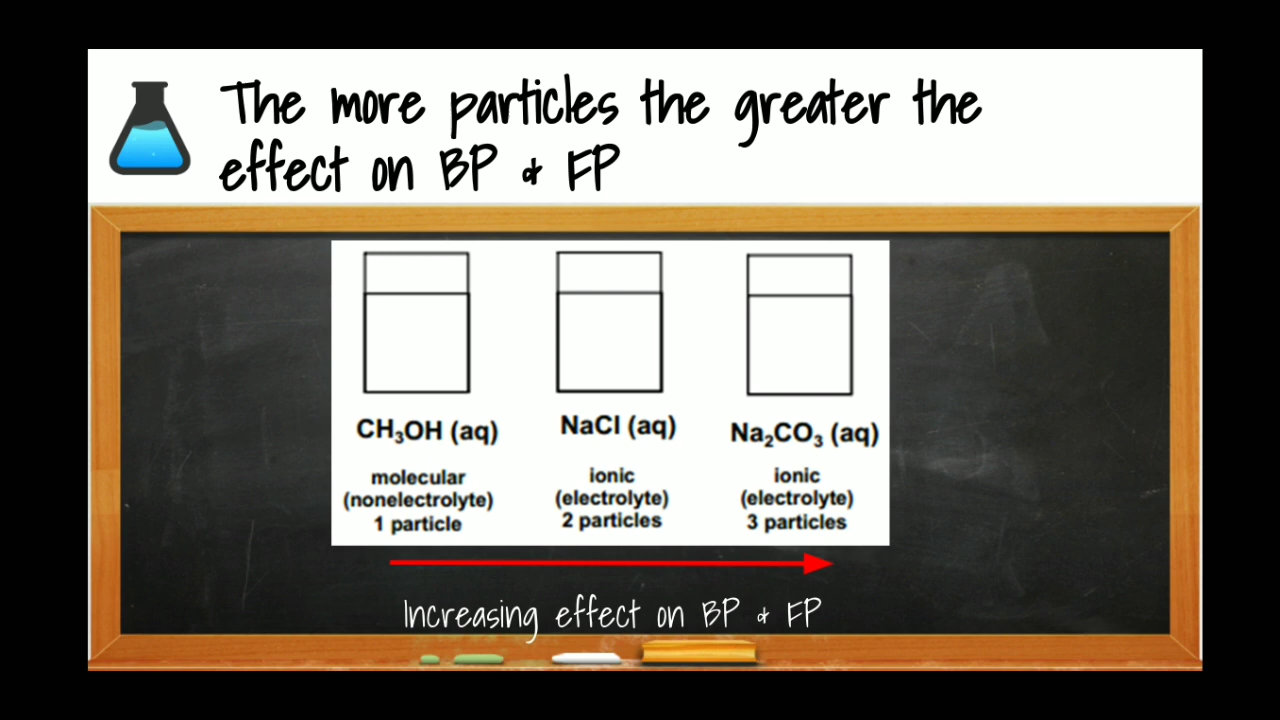 The more particles the greater the
effect on BP & FP
CH₃OH (aq)
molecular
(nonelectrolyte)
1 particle
NaCl (aq)
ionic
(electrolyte)
2 particles
Na₂CO₃ (aq)
ionic
(electrolyte)
3 particles
Increasing effect on BP & FP